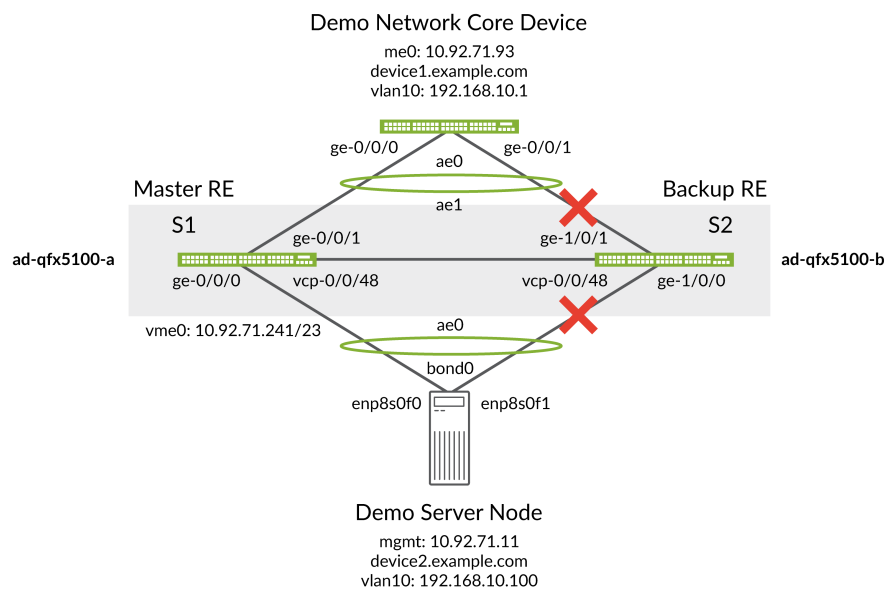 Demo Network Core Device
me0: 10.92.71.93
device1.example.com
vlan10: 192.168.10.1
ge-0/0/0
ge-0/0/1
ae0
Master RE
Backup RE
ae1
S1
S2
ge-0/0/1
ge-1/0/1
ad-qfx5100-a
ad-qfx5100-b
ge-0/0/0
vcp-0/0/48
vcp-0/0/48
ge-1/0/0
vme0: 10.92.71.241/23
ae0
bond0
enp8s0f0
enp8s0f1
Demo Server Node
mgmt: 10.92.71.11
device2.example.com
vlan10: 192.168.10.100